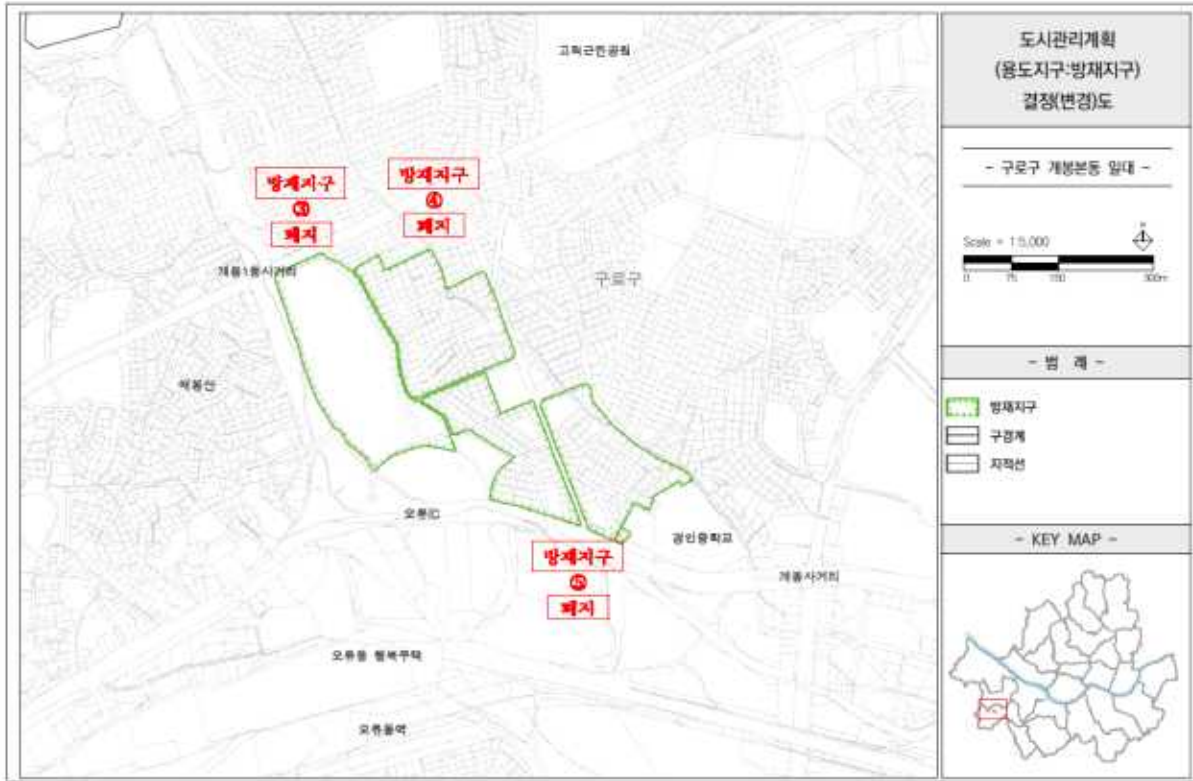 고척근린공원
방재지구
③
폐지
방재지구
④
폐지
개봉1동사거리
구로구
매봉산
오류IC
경인중학교
방재지구
⑤
폐지
개봉사거리
오류동 행복주택
오류동역
도시관리계획
(용도지구:방재지구)
결정(변경)도
- 구로구 개봉본동 일대 -
Scale = 1:5,000
0 75 150 300m
- 범 례 -
방재지구
구경계
지적선
- KEY MAP -